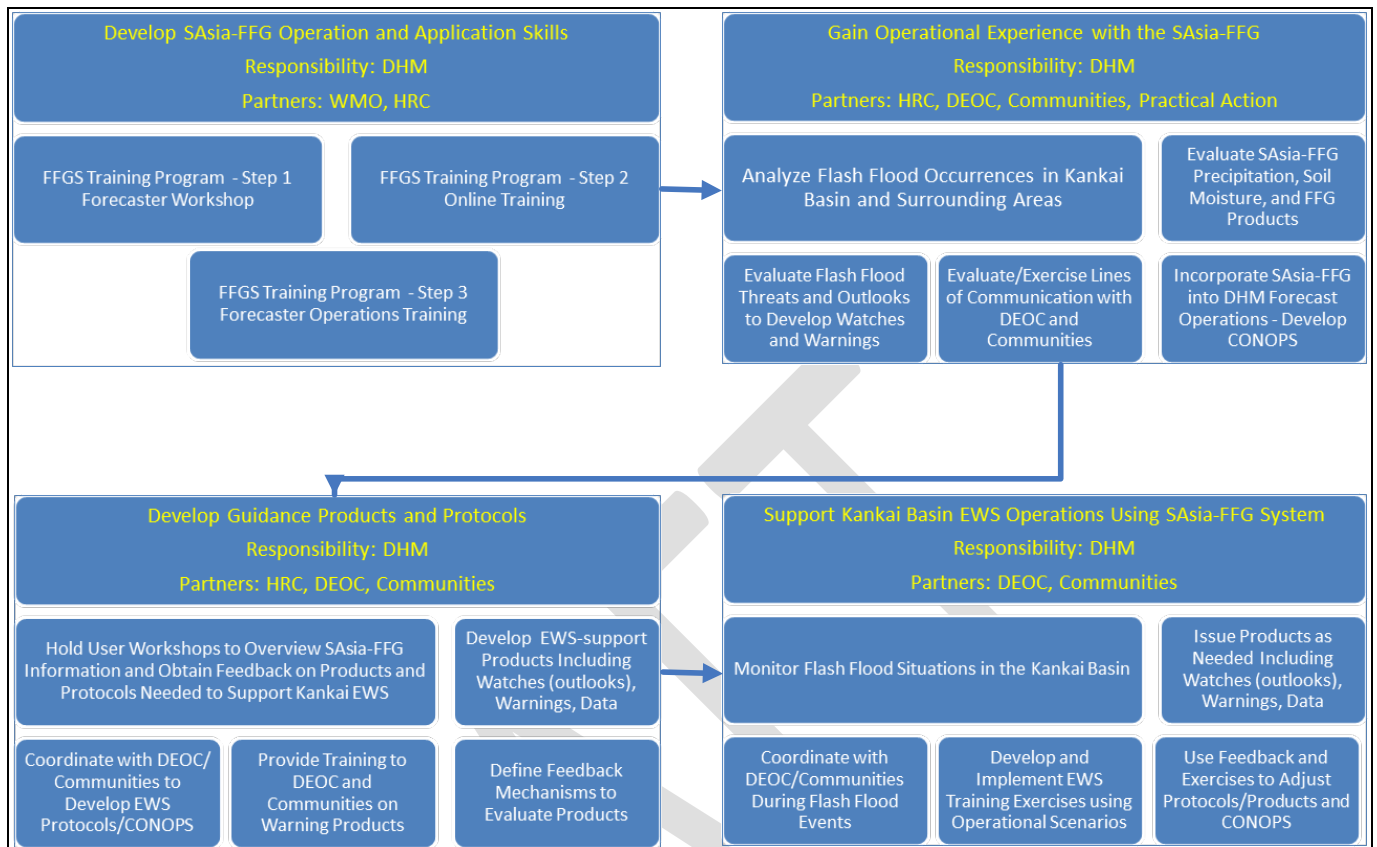 Develop SAsia-FFG Operation and Application Skills
Responsibility: DHM
Partners: WMO, HRC
FFGS Training Program - Step 1
Forecaster Workshop
FFGS Training Program - Step 2
Online Training
FFGS Training Program - Step 3
Forecaster Operations Training
Gain Operational Experience with the SAsia-FFG
Responsibility: DHM
Partners: HRC, DEOC, Communities, Practical Action
Analyze Flash Flood Occurrences in Kankai
Basin and Surrounding Areas
Evaluate SAsia-FFG
Precipitation, Soil
Moisture, and FFG
Products
Evaluate Flash Flood
Threats and Outlooks
to Develop Watches
and Warnings
Evaluate/Exercise Lines
of Communication with
DEOC and
Communities
Incorporate SAsia-FFG
into DHM Forecast
Operations - Develop
CONOPS
Develop Guidance Products and Protocols
Responsibility: DHM
Partners: HRC, DEOC, Communities
Hold User Workshops to Overview SAsia-FFG
Information and Obtain Feedback on Products and
Protocols Needed to Support Kankai EWS
Develop EWS-support
Products Including
Watches (outlooks),
Warnings, Data
Coordinate with DEOC/
Communities to
Develop EWS
Protocols/CONOPS
Provide Training to
DEOC and
Communities on
Warning Products
Define Feedback
Mechanisms to
Evaluate Products
Support Kankai Basin EWS Operations Using SAsia-FFG System
Responsibility: DHM
Partners: DEOC, Communities
Monitor Flash Flood Situations in the Kankai Basin
Issue Products as
Needed Including
Watches (outlooks),
Warnings, Data
Coordinate with
DEOC/Communities
During Flash Flood
Events
Develop and
Implement EWS
Training Exercises using
Operational Scenarios
Use Feedback and
Exercises to Adjust
Protocols/Products and
CONOPS